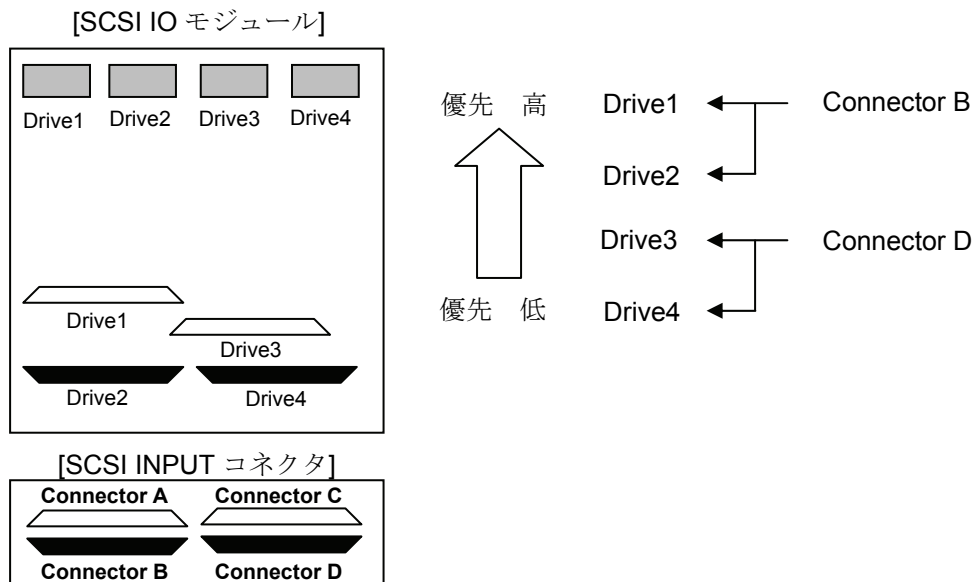 [SCSI IO モジュール]
Drive1 Drive2 Drive3 Drive4
Drive1
Drive3
Drive2 Drive4
優先 高 Drive1 Connector B
Drive2
Drive3 Connector D
優先 低 Drive4
[SCSI INPUT コネクタ]
Connector A Connector C
Connector B Connector D